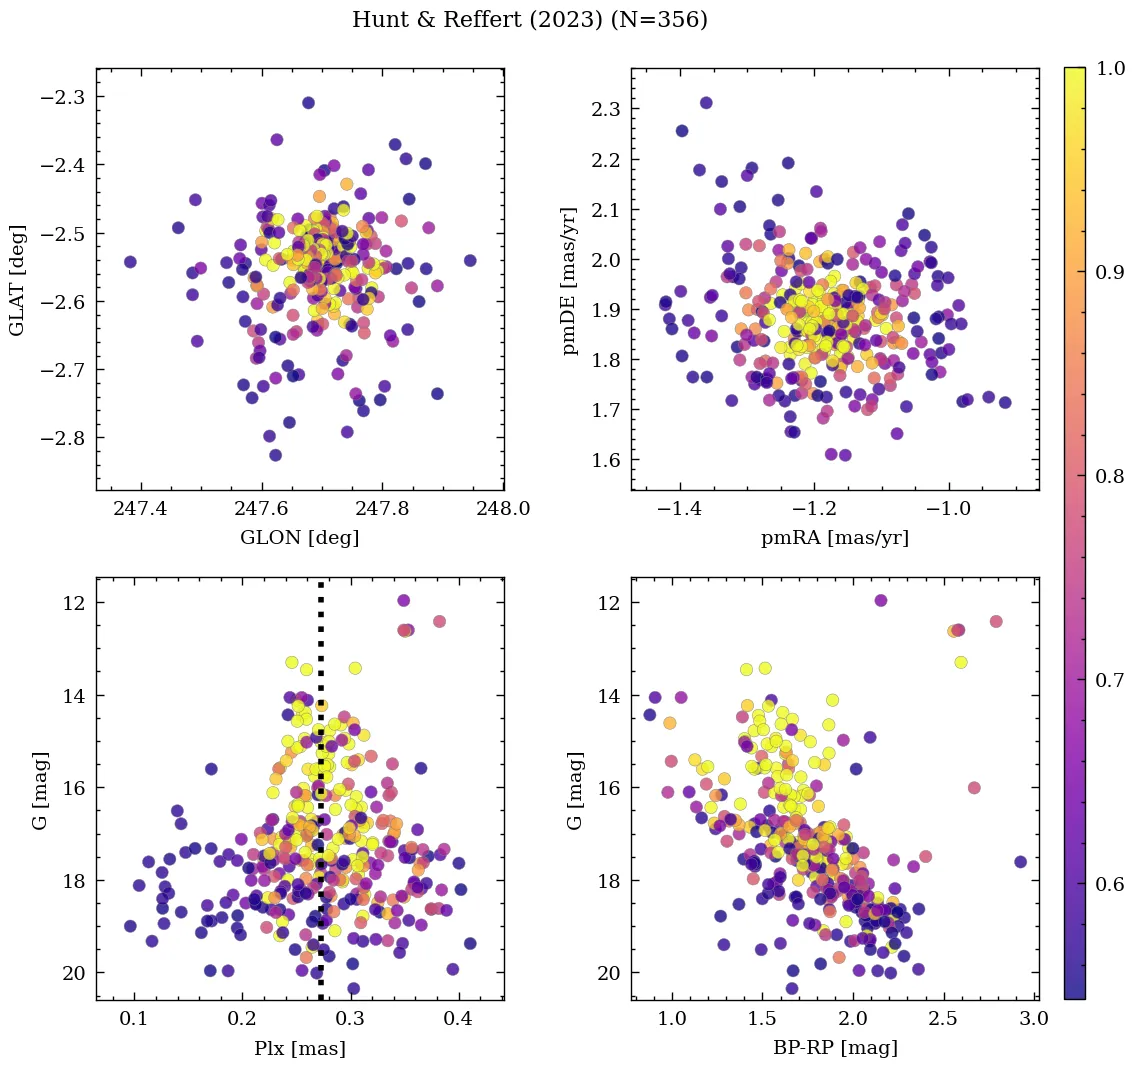 Hunt & Reffert (2023) (N=356)
−2.3
−2.4
−2.5
−2.6
−2.7
−2.8
GLAT [deg]
247.4 247.6 247.8 248.0
GLON [deg]
2.3
2.2
2.1
2.0
1.9
1.8
1.7
1.6
pmDE [mas/yr]
−1.4 −1.2 −1.0
pmRA [mas/yr]
12
14
16
18
20
G [mag]
0.1 0.2 0.3 0.4
Plx [mas]
12
14
16
18
20
G [mag]
1.0 1.5 2.0 2.5 3.0
BP-RP [mag]
1.0
0.9
0.8
0.7
0.6